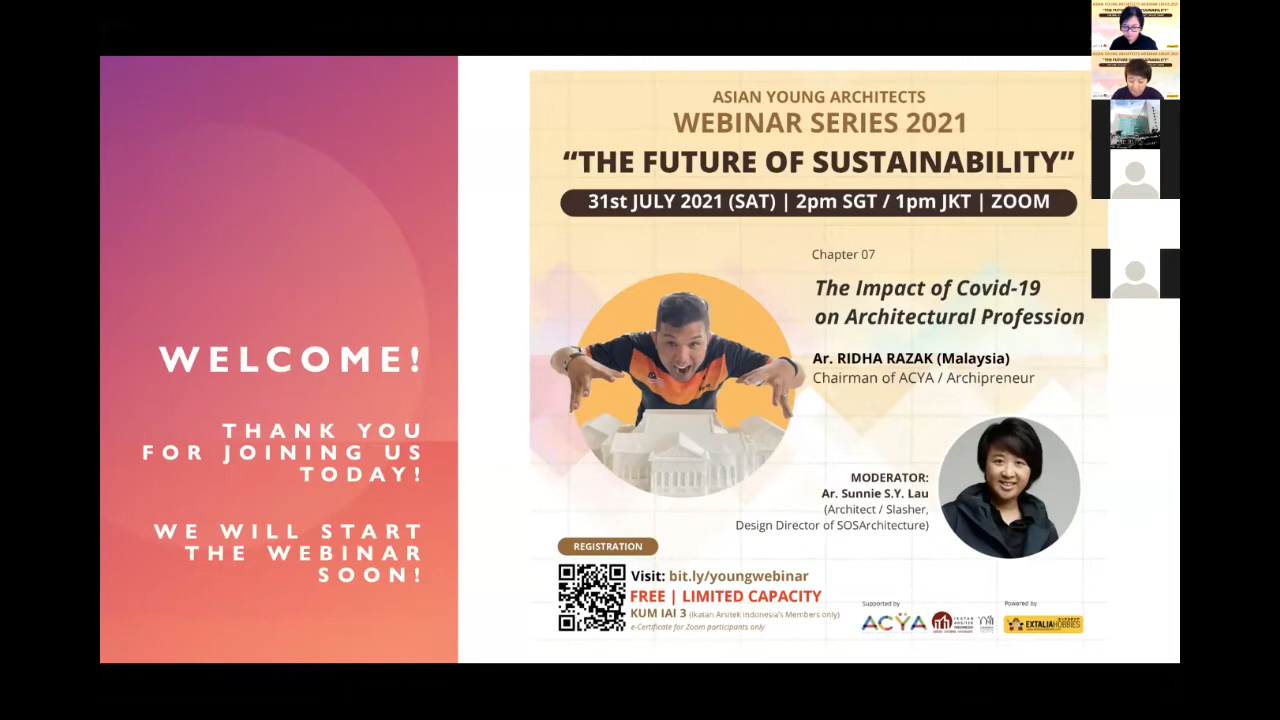 WELCOME!
THANK YOU
FOR JOINING US
TODAY!
WE WILL START
THE WEBINAR
SOON!
ASIAN YOUNG ARCHITECTS
WEBINAR SERIES 2021
“THE FUTURE OF SUSTAINABILITY”
31st JULY 2021 (SAT) | 2pm SGT / 1pm JKT | ZOOM
Chapter 07
The Impact of Covid-19
on Architectural Profession
Ar. RIDHA RAZAK (Malaysia)
Chairman of ACYA / Archipreneur
MODERATOR:
Ar. Sunnie S.Y. Lau
(Architect / Slasher,
Design Director of SOSArchitecture)
REGISTRATION
Visit: bit.ly/youngwebinar
FREE | LIMITED CAPACITY
KUM IAI 3 (Ikatan Arsitek Indonesia's Members only)
e-Certificate for Zoom participants only
Supported by
ACYA
IKATAN
ARSITEK
INDONESIA
Powered by
EXTALIAHOBBIES